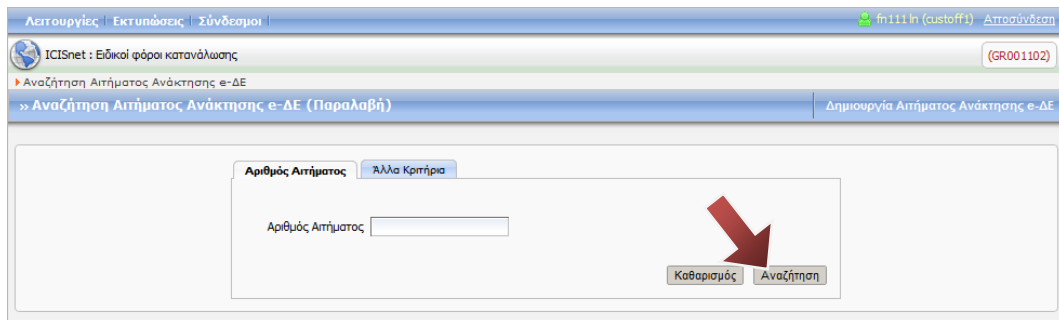 Λειτουργίες | Εκτυπώσεις | Σύνδεσμοι | fn111ln (custoff1) Αποσύνδεση
ICISnet : Ειδικοί φόροι κατανάλωσης (GR001102)
Αναζήτηση Αιτήματος Ανάκτησης e-ΔΕ
» Αναζήτηση Αιτήματος Ανάκτησης e-ΔΕ (Παραλαβή) Δημιουργία Αιτήματος Ανάκτησης e-ΔΕ
Αριθμός Αιτήματος Άλλα Κριτήρια
Αριθμός Αιτήματος
Καθαρισμός Αναζήτηση